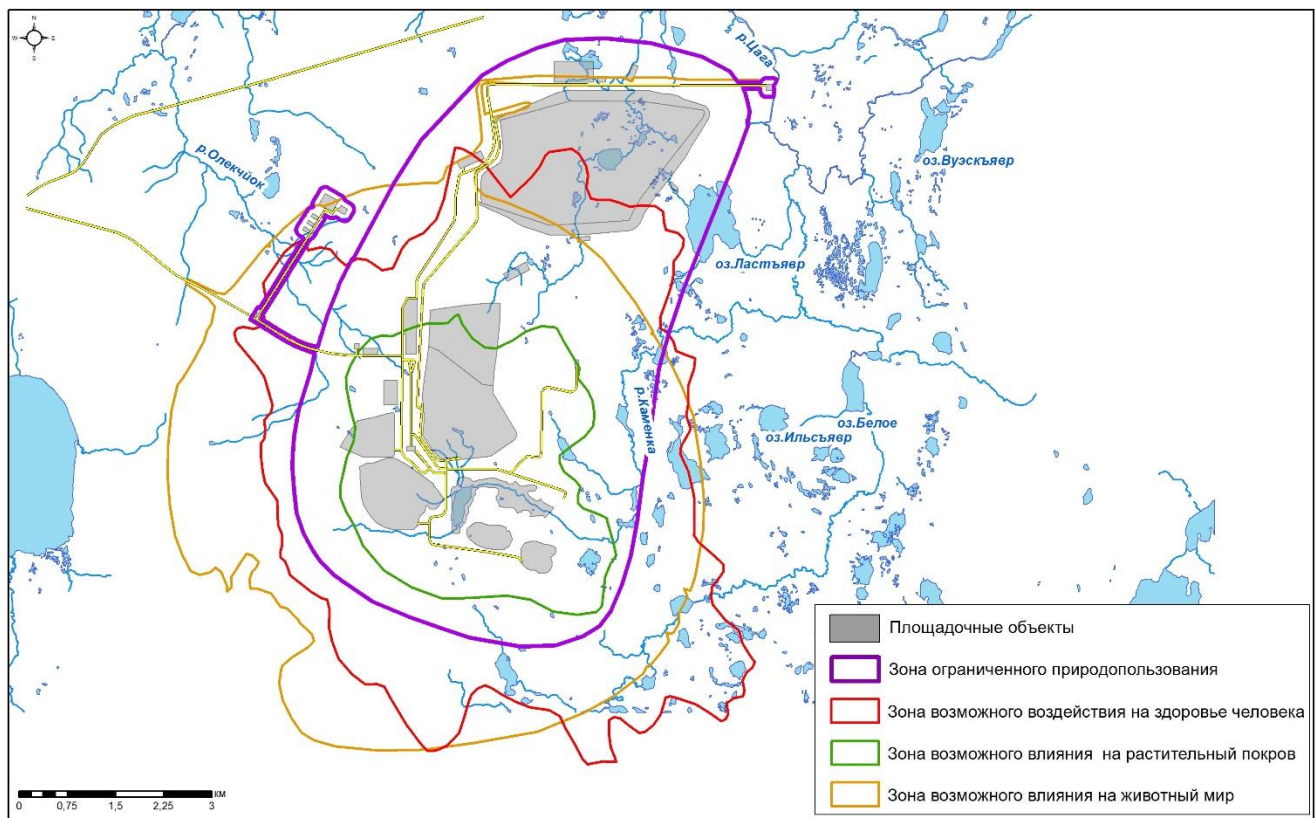 N
W E
S
р.Цага
оз.Вуэскъявр
р.Олекчйок
оз.Ластъявр
р.Каменка
оз.Белое
оз.Ильсъявр
Площадочные объекты
Зона ограниченного природопользования
Зона возможного воздействия на здоровье человека
Зона возможного влияния на растительный покров
Зона возможного влияния на животный мир
км
0 0,75 1,5 2,25 3